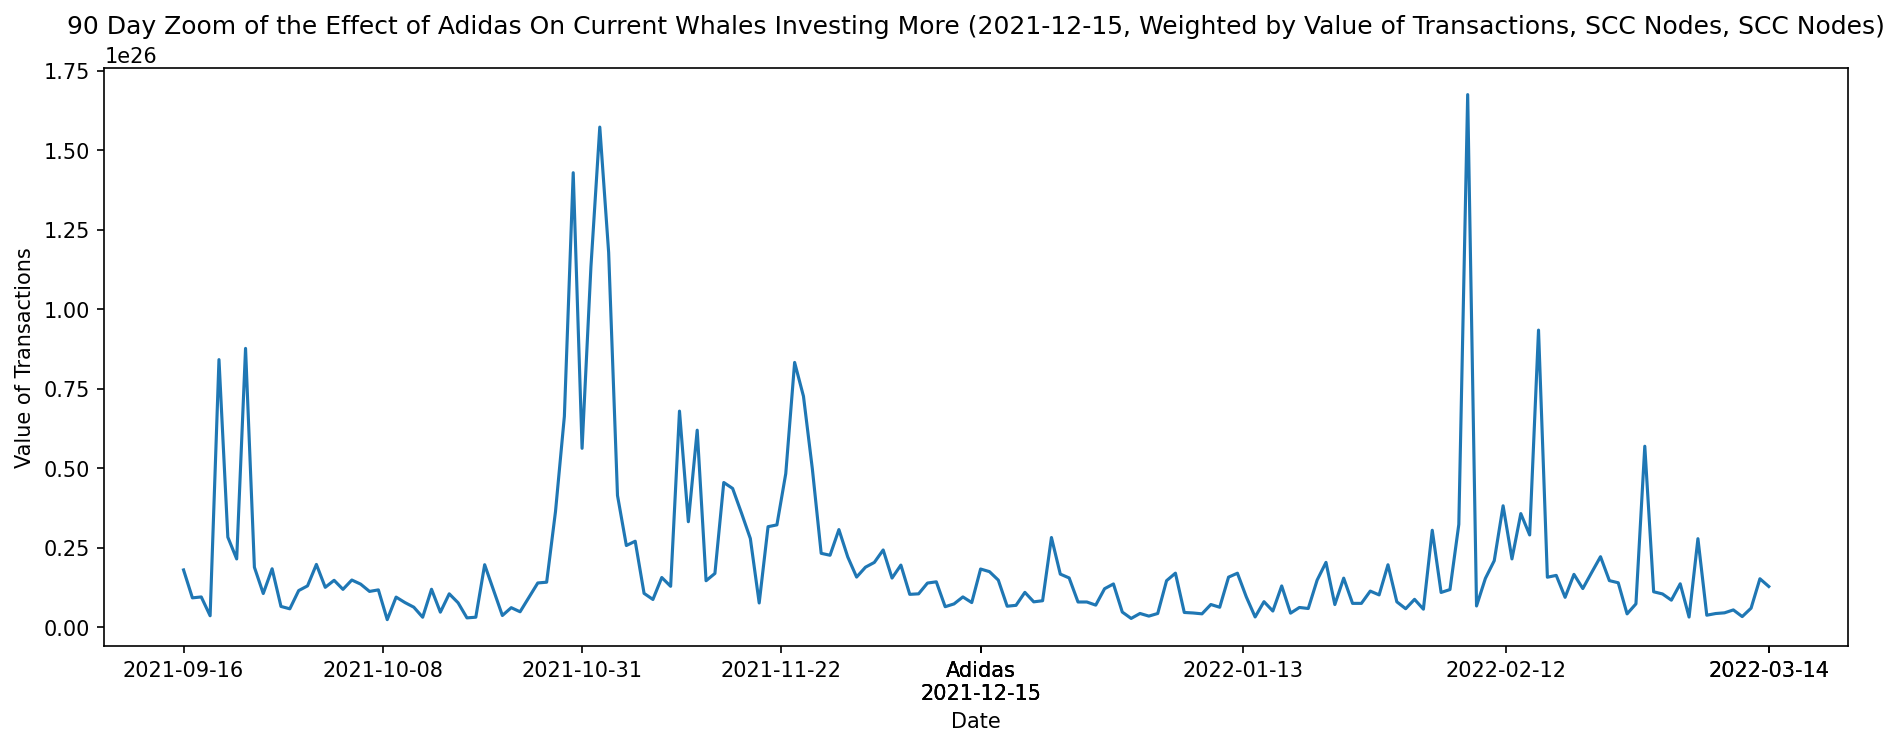 90 Day Zoom of the Effect of Adidas On Current Whales Investing More (2021-12-15, Weighted by Value of Transactions, SCC Nodes, SCC Nodes)
1e26
1.75
1.50
1.25
1.00
0.75
0.50
0.25
0.00
Value of Transactions
2021-09-16 2021-10-08 2021-10-31 2021-11-22 Adidas 2022-01-13 2022-02-12 2022-03-14
2021-12-15
Date